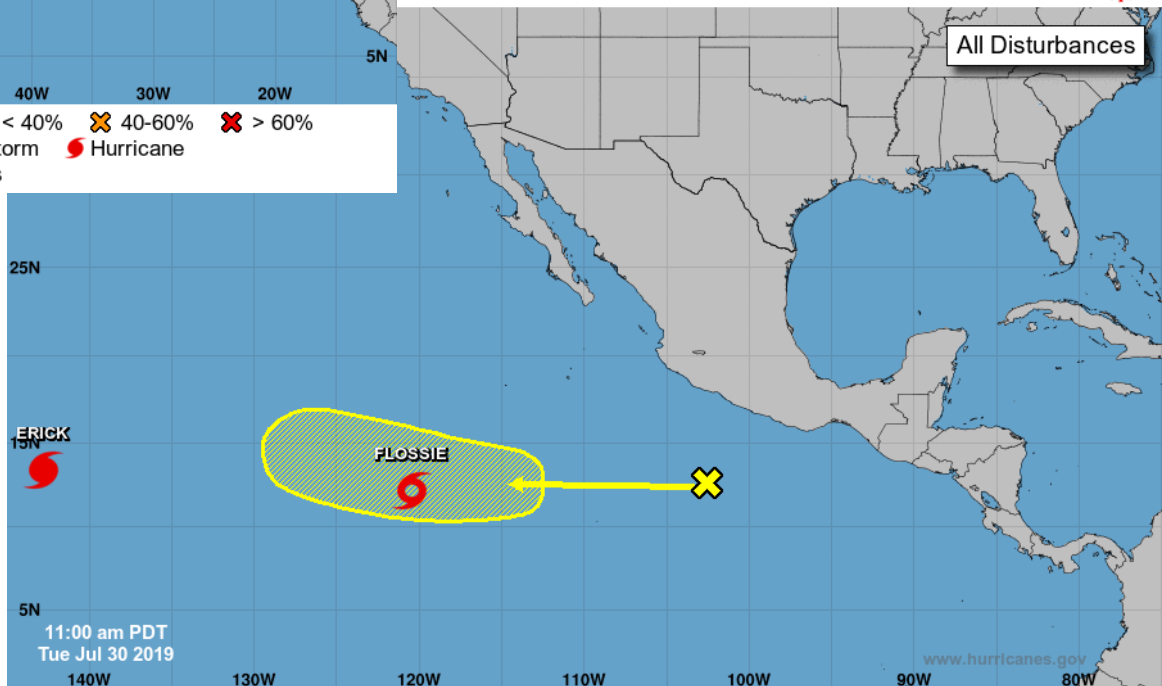 All Disturbances
5N
40W 30W 20W
< 40% 40-60% > 60%
Hurricane
25N
ERICK
15N
FLOSSIE
5N
11:00 am PDT
Tue Jul 30 2019
www.hurricanes.gov
140W 130W 120W 110W 100W 90W 80W